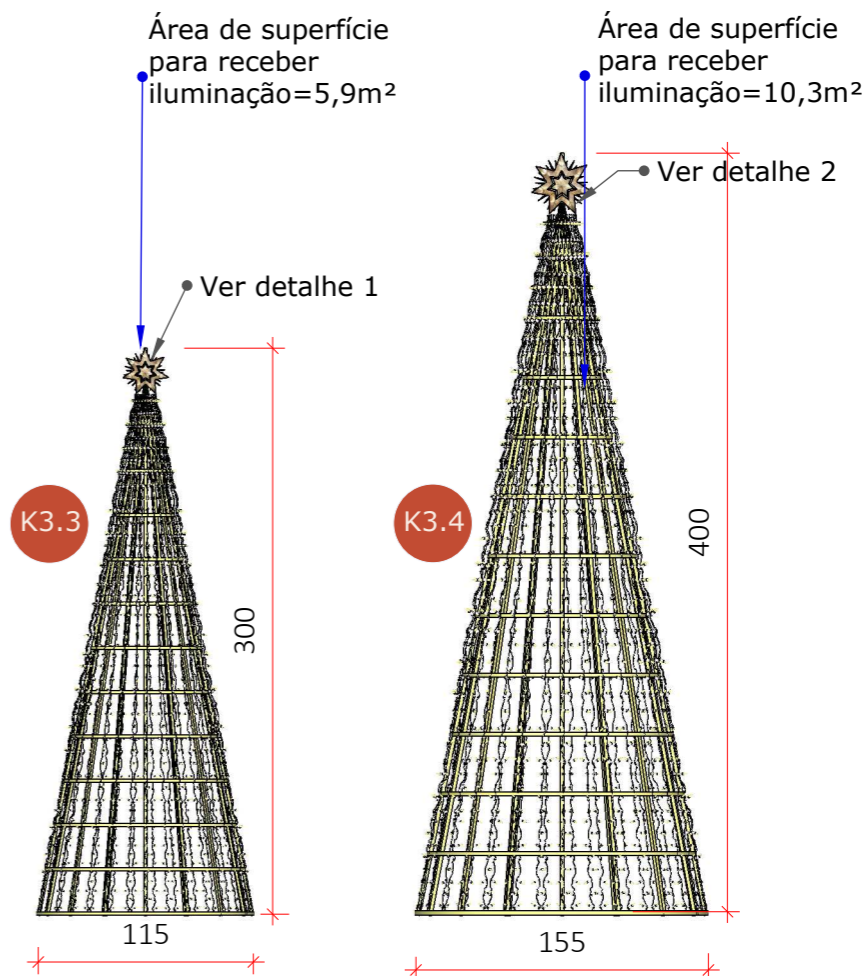 Área de superfície
para receber
iluminação=5,9m²
Área de superfície
para receber
iluminação=10,3m²
Ver detalhe 2
Ver detalhe 1
K3.3
K3.4
300
400
115
155